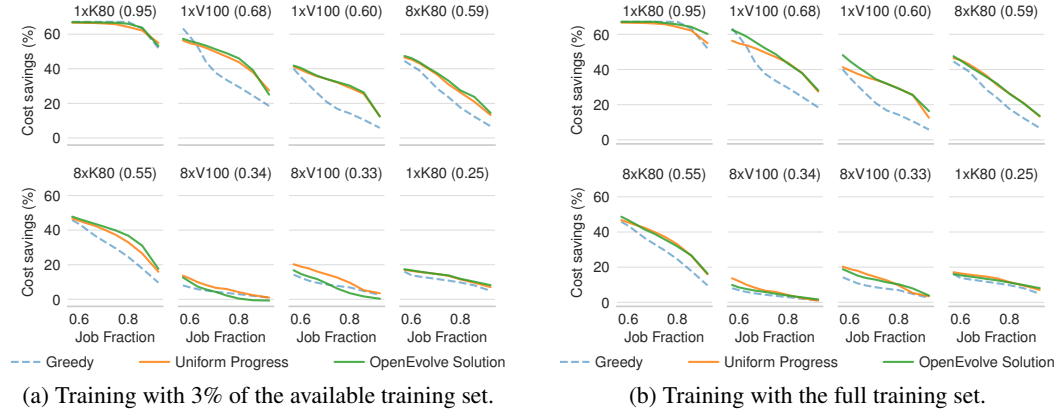 1xK80 (0.95) 1xV100 (0.68) 1xV100 (0.60) 8xK80 (0.59)
Cost savings (%)
60
40
20
0
8xK80 (0.55) 8xV100 (0.34) 8xV100 (0.33) 1xK80 (0.25)
Cost savings (%)
60
40
20
0
0.6 0.8 0.6 0.8 0.6 0.8 0.6 0.8
Job Fraction Job Fraction Job Fraction Job Fraction
Greedy Uniform Progress OpenEvolve Solution
(a) Training with 3% of the available training set.
1xK80 (0.95) 1xV100 (0.68) 1xV100 (0.60) 8xK80 (0.59)
Cost savings (%)
60
40
20
0
8xK80 (0.55) 8xV100 (0.34) 8xV100 (0.33) 1xK80 (0.25)
Cost savings (%)
60
40
20
0
0.6 0.8 0.6 0.8 0.6 0.8 0.6 0.8
Job Fraction Job Fraction Job Fraction Job Fraction
Greedy Uniform Progress OpenEvolve Solution
(b) Training with the full training set.